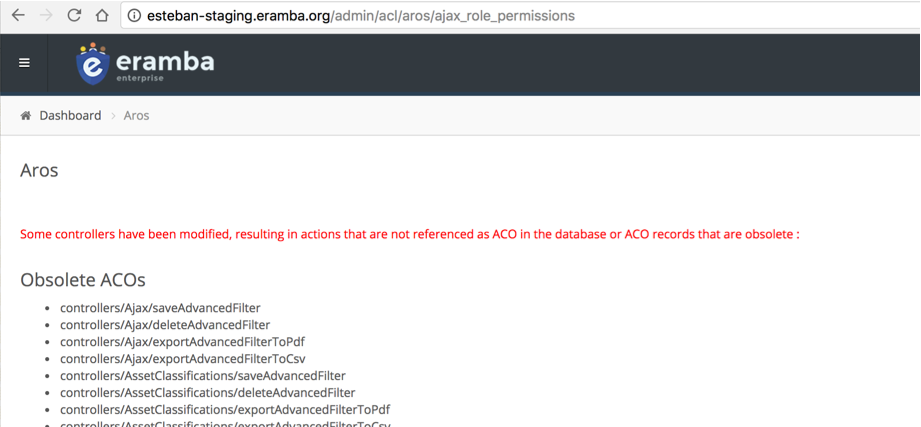 esteban-staging.eramba.org/admin/acl/aros/ajax_role_permissions
eramba
enterprise
Dashboard > Aros
Aros
Some controllers have been modified, resulting in actions that are not referenced as ACO in the database or ACO records that are obsolete :
Obsolete ACOs
• controllers/Ajax/saveAdvancedFilter
• controllers/Ajax/deleteAdvancedFilter
• controllers/Ajax/exportAdvancedFilterToPdf
• controllers/Ajax/exportAdvancedFilterToCsv
• controllers/AssetClassifications/saveAdvancedFilter
• controllers/AssetClassifications/deleteAdvancedFilter
• controllers/AssetClassifications/exportAdvancedFilterToPdf
• controllers/AssetClassifications/exportAdvancedFilterToCsv